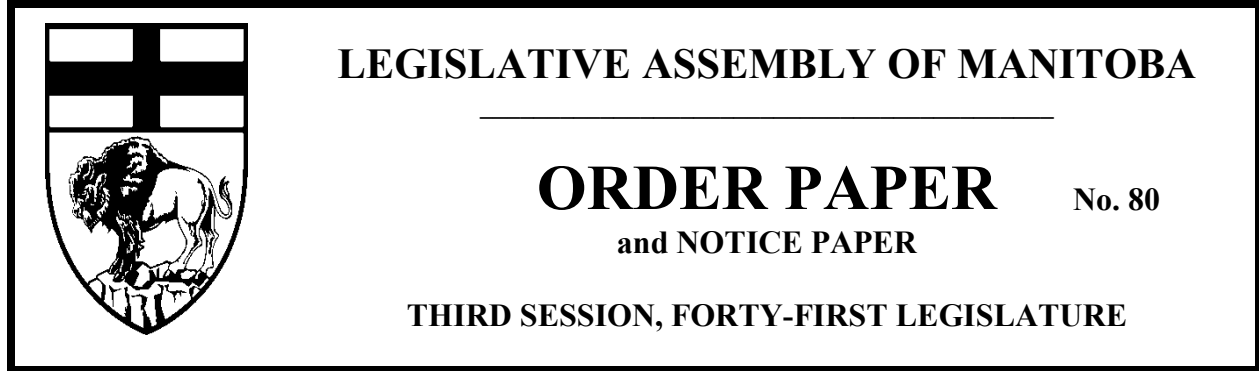 LEGISLATIVE ASSEMBLY OF MANITOBA
ORDER PAPER No. 80
and NOTICE PAPER
THIRD SESSION, FORTY-FIRST LEGISLATURE